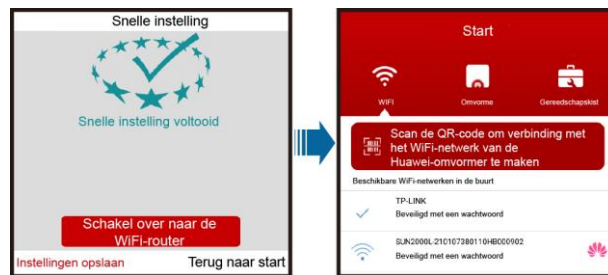 Snelle instelling
Snelle instelling voltooid
Schakel over naar de
WiFi-router
Instellingen opslaan
Terug naar start
Start
WIFI
Omvorme
Gereedschapskist
Scan de QR-code om verbinding met
het WiFi-netwerk van de
Huawei-omvormer te maken
Beschikbare WiFi-netwerken in de buurt
TP-LINK
Beveiligd met een wachtwoord
SUN2000L-210107380110HB000902
Beveiligd met een wachtwoord